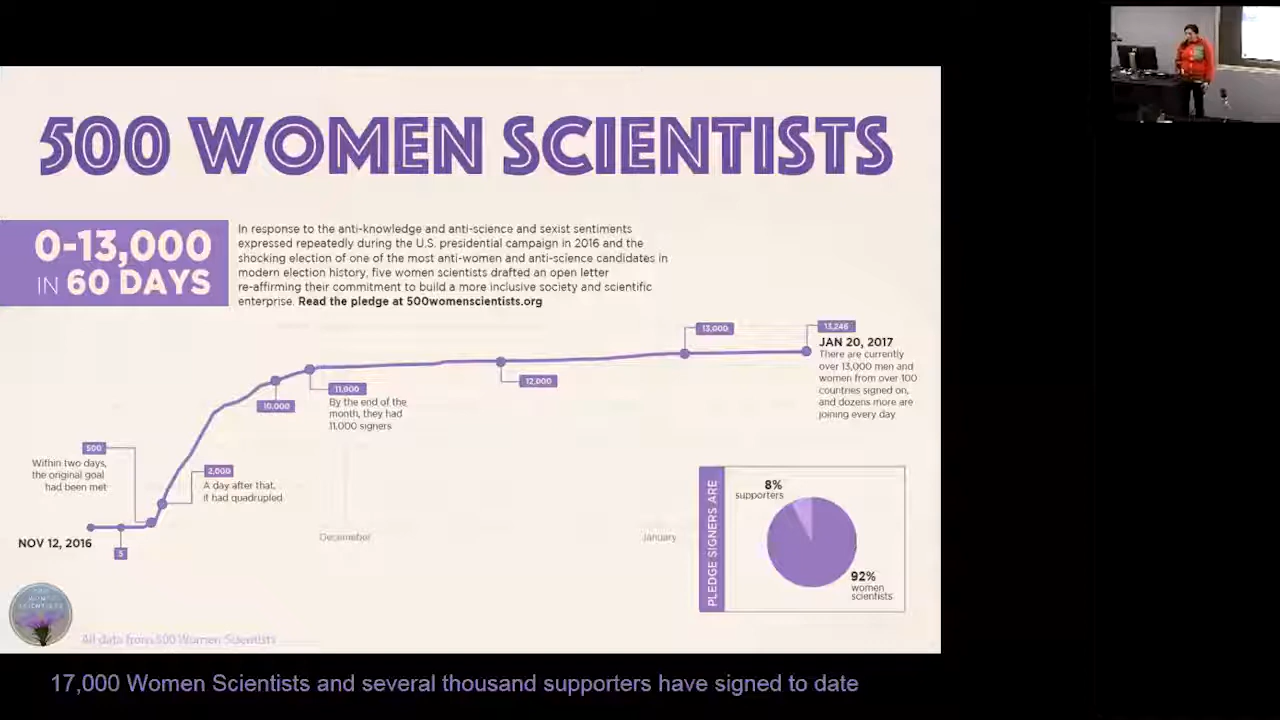 500 WOMEN SCIENTISTS
0-13,000
IN 60 DAYS
In response to the anti-knowledge and anti-science and sexist sentiments
expressed repeatedly during the U.S. presidential campaign in 2016 and the
shocking election of one of the most anti-women and anti-science candidates in
modern election history, five women scientists drafted an open letter
re-affirming their commitment to build a more inclusive society and scientific
enterprise. Read the pledge at 500womenscientists.org
13,000
13,246
JAN 20, 2017
There are currently
over 13,000 men and
women from over 100
countries signed on,
and dozens more are
joining every day
12,000
11,000
By the end of the
month, they had
11,000 signers
10,000
500
Within two days,
the original goal
had been met
2,000
A day after that,
it had quadrupled
NOV 12, 2016
5
Decemeber
January
PLEDGE SIGNERS ARE
8%
supporters
92%
women
scientists
500
WOMEN
SCIENTISTS
All data from 500 Women Scientists
17,000 Women Scientists and several thousand supporters have signed to date